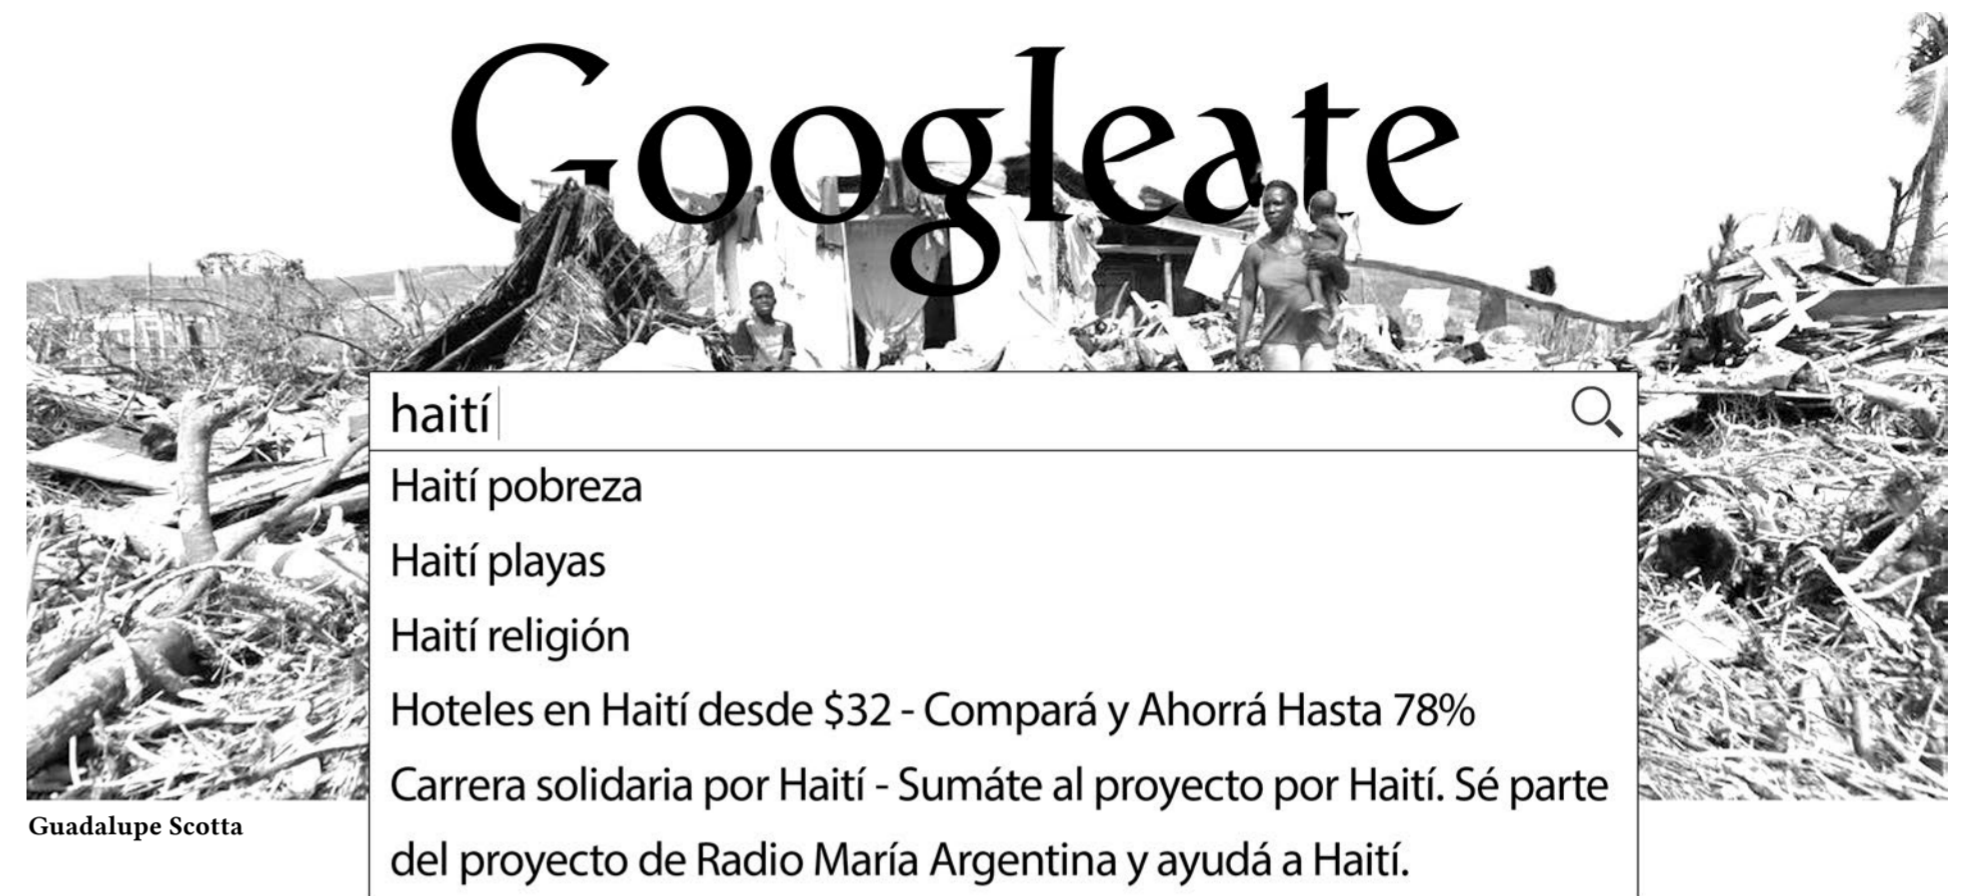 Googleate
haití
Haití pobreza
Haití playas
Haití religión
Hoteles en Haití desde $32 - Compará y Ahorrá Hasta 78%
Carrera solidaria por Haití - Sumáte al proyecto por Haití. Sé parte
del proyecto de Radio María Argentina y ayudá a Haití.
Guadalupe Scotta